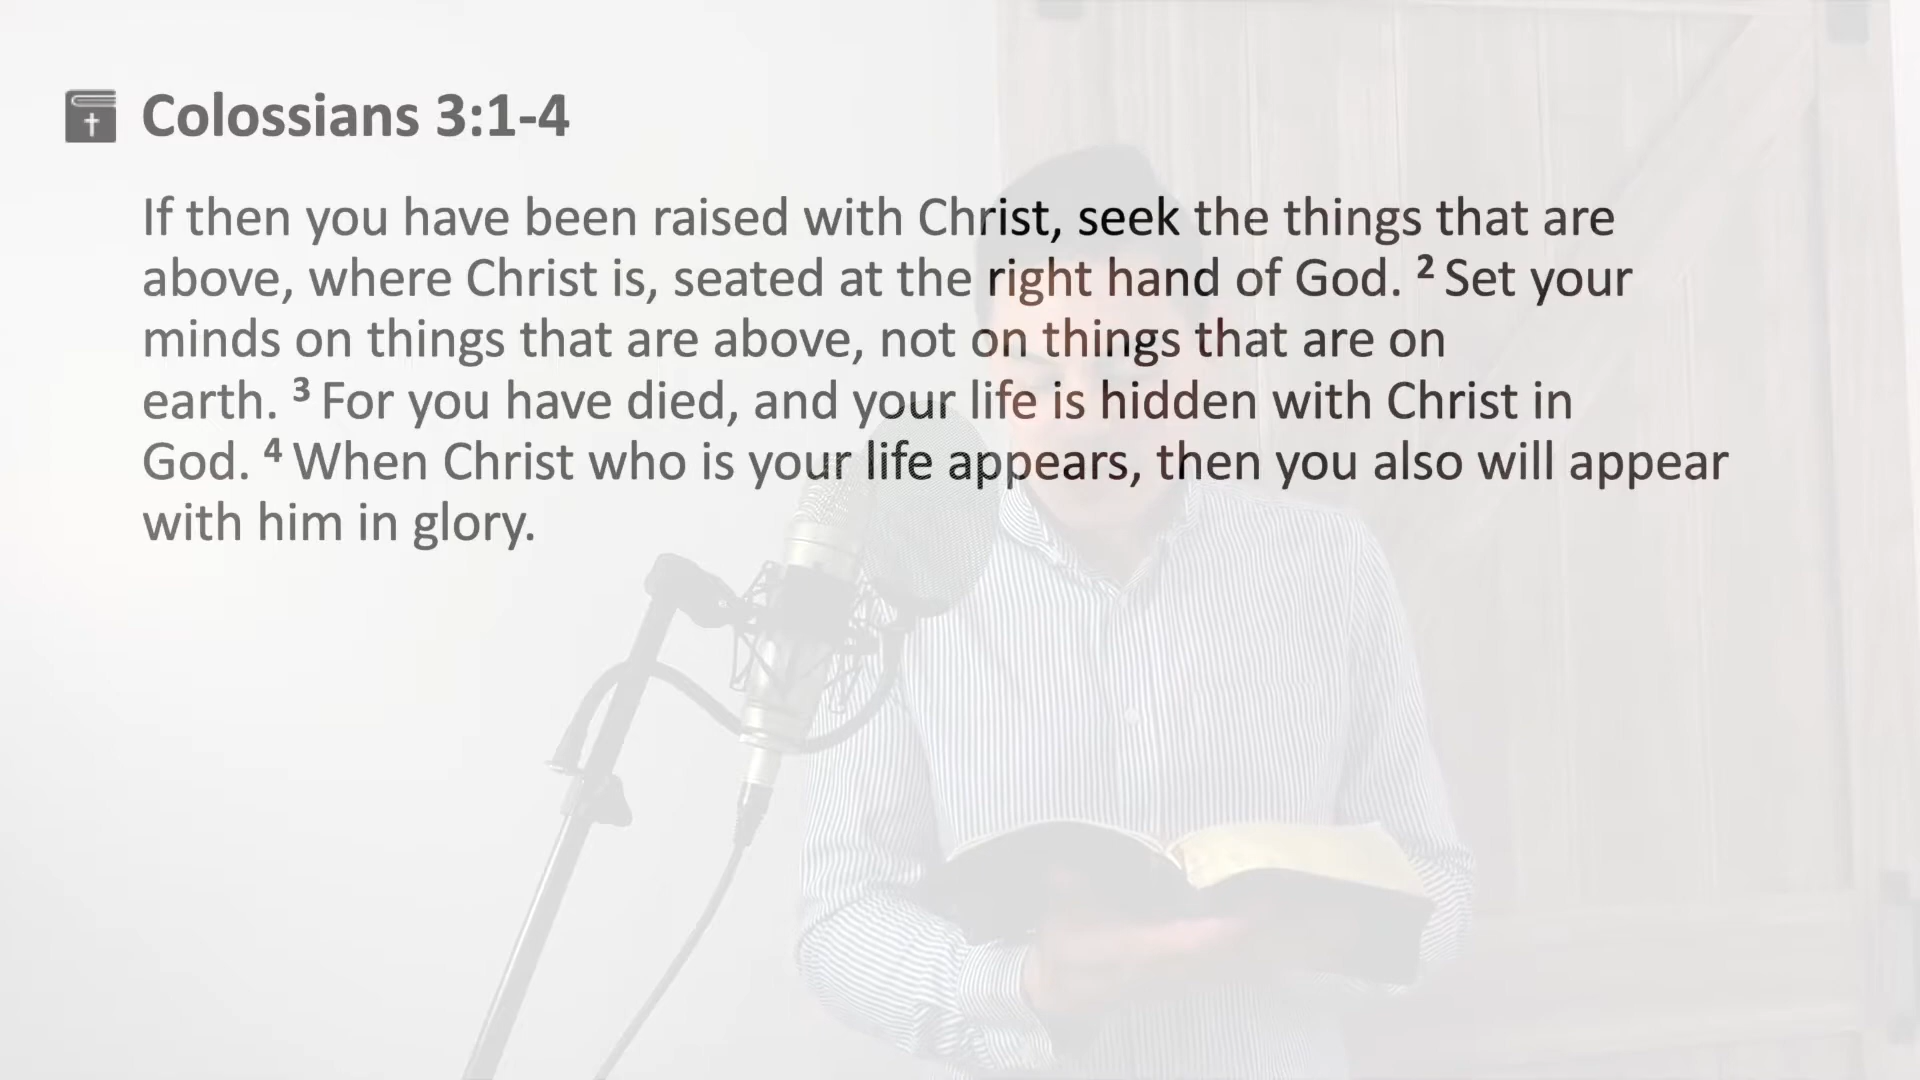 Colossians 3:1-4
If then you have been raised with Christ, seek the things that are
above, where Christ is, seated at the right hand of God. ² Set your
minds on things that are above, not on things that are on
earth. ³ For you have died, and your life is hidden with Christ in
God. ⁴ When Christ who is your life appears, then you also will appear
with him in glory.